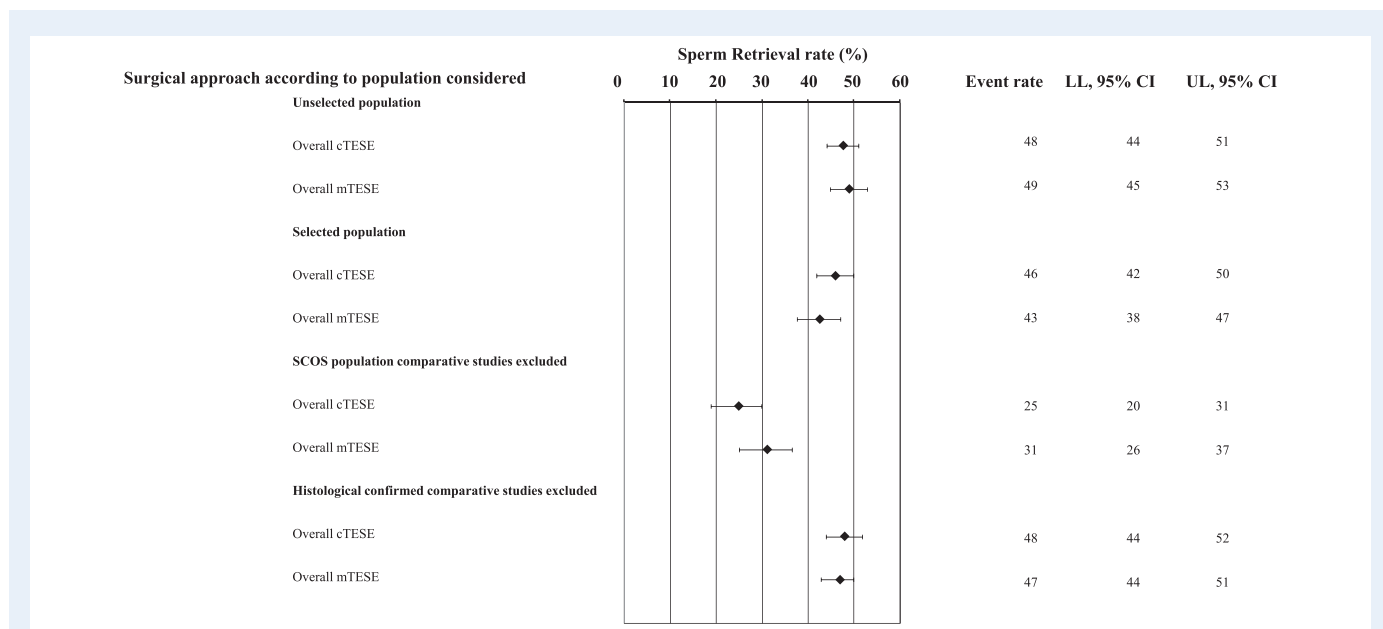 Sperm Retrieval rate (%)
Surgical approach according to population considered 0 10 20 30 40 50 60 Event rate LL, 95% CI UL, 95% CI
Unselected population
Overall cTESE 48 44 51
Overall mTESE 49 45 53
Selected population
Overall cTESE 46 42 50
Overall mTESE 43 38 47
SCOS population comparative studies excluded
Overall cTESE 25 20 31
Overall mTESE 31 26 37
Histological confirmed comparative studies excluded
Overall cTESE 48 44 52
Overall mTESE 47 44 51